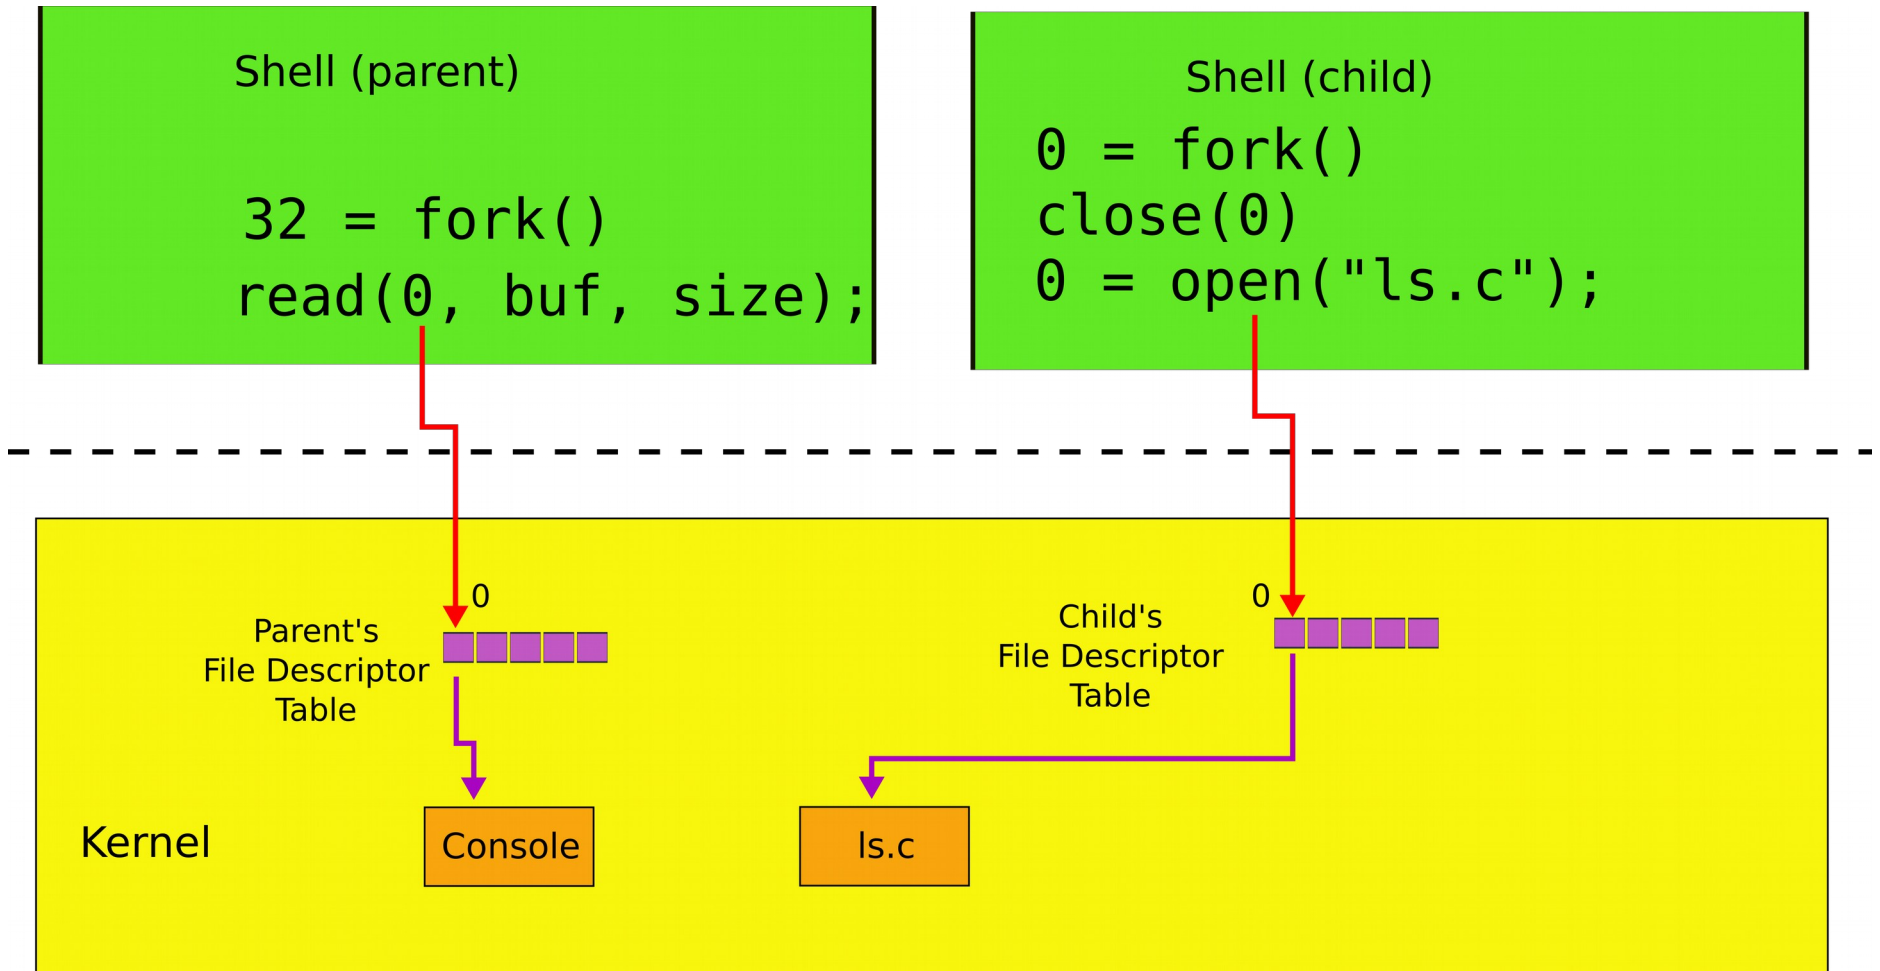 Shell (parent)
32 = fork()
read(0, buf, size);
Shell (child)
0 = fork()
close(0)
0 = open("ls.c");
0
Parent's
File Descriptor
Table
0
Child's
File Descriptor
Table
Kernel
Console
ls.c